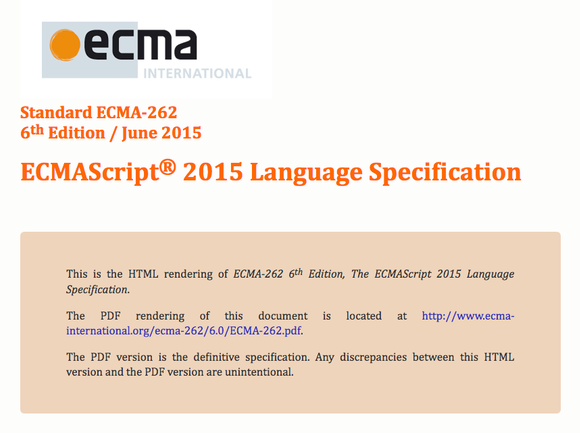 ecma
INTERNATIONAL
Standard ECMA-262
6th Edition / June 2015
ECMAScript® 2015 Language Specification
This is the HTML rendering of ECMA-262 6th Edition, The ECMAScript 2015 Language
Specification.
The PDF rendering of this document is located at http://www.ecma-
international.org/ecma-262/6.0/ECMA-262.pdf.
The PDF version is the definitive specification. Any discrepancies between this HTML
version and the PDF version are unintentional.